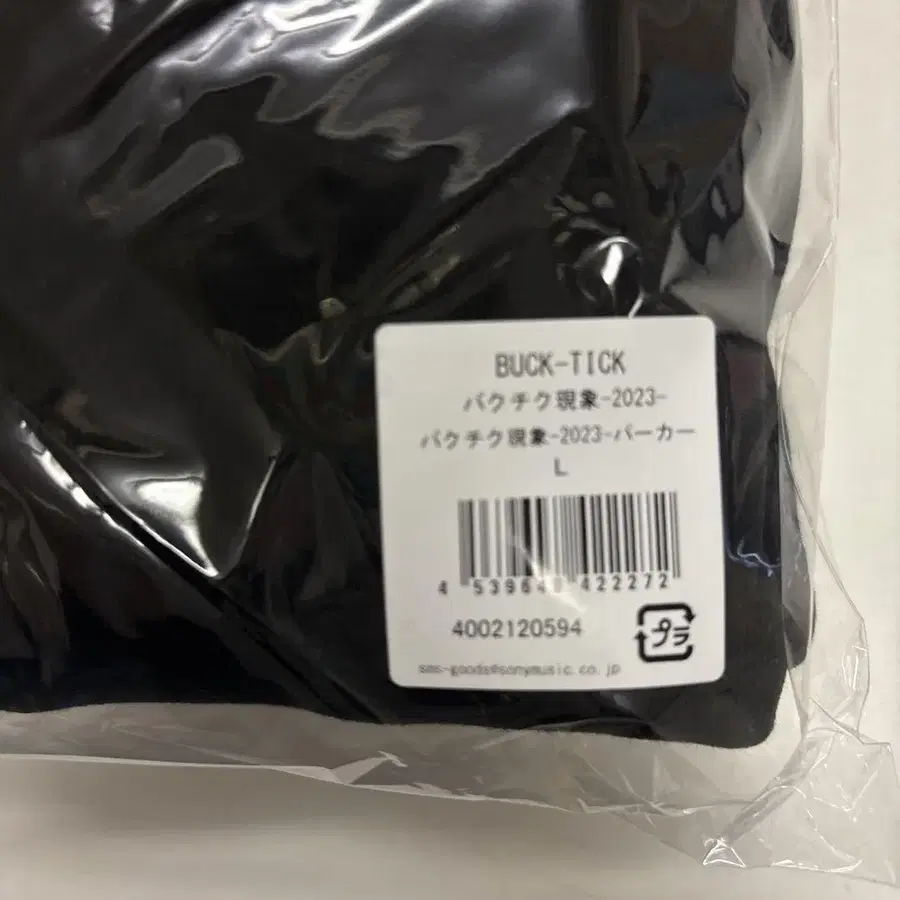 BUCK-TICK
バクチク現象-2023-
バクチク現象-2023-パーカー
L
4 5396 422272
4002120594
プラ
sms-goods@sonymusic.co.jp